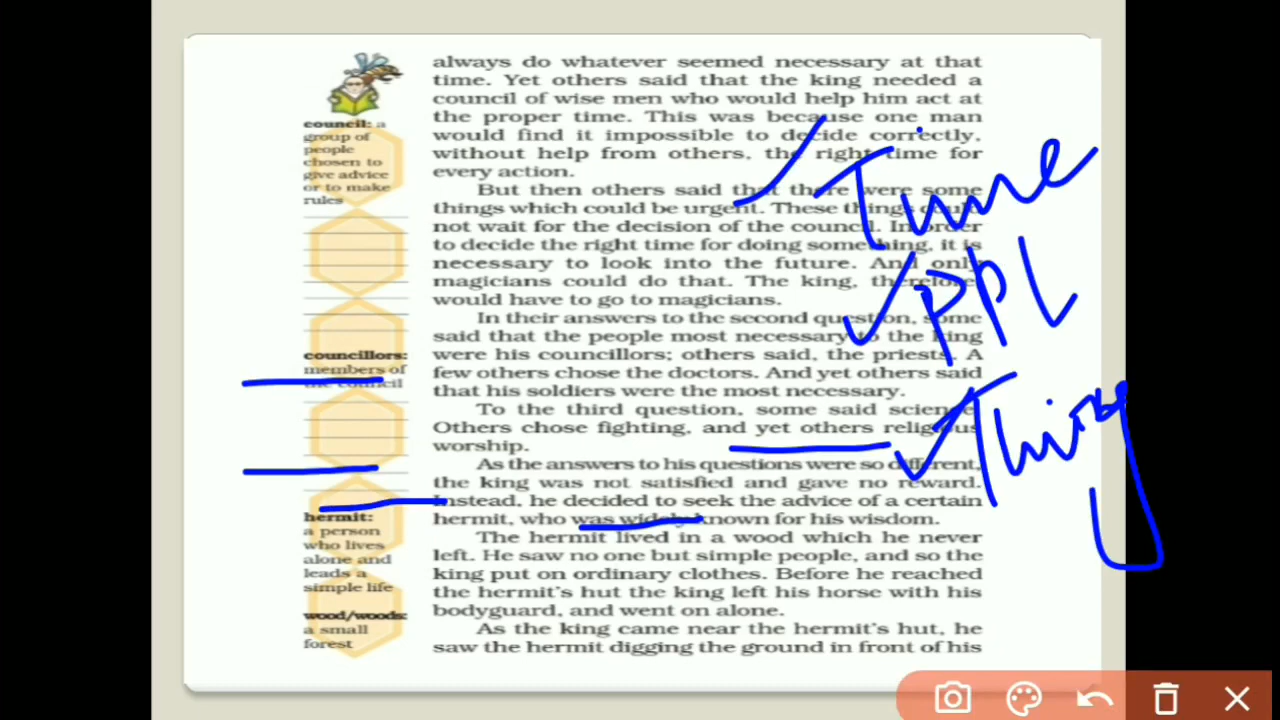 always do whatever seemed necessary at that
time. Yet others said that the king needed a
council of wise men who would help him act at
the proper time. This was because one man
would find it impossible to decide correctly,
without help from others, the right time for
every action.
But then others said that there were some
things which could be urgent. These things could
not wait for the decision of the council. In order
to decide the right time for doing something, it is
necessary to look into the future. And only
magicians could do that. The king, therefore
would have to go to magicians.
In their answers to the second question, some
said that the people most necessary to the king
were his councillors; others said, the priests. A
few others chose the doctors. And yet others said
that his soldiers were the most necessary.
To the third question, some said science.
Others chose fighting, and yet others religious
worship.
As the answers to his questions were so different,
the king was not satisfied and gave no reward.
Instead, he decided to seek the advice of a certain
hermit, who was widely known for his wisdom.
The hermit lived in a wood which he never
left. He saw no one but simple people, and so the
king put on ordinary clothes. Before he reached
the hermit's hut the king left his horse with his
bodyguard, and went on alone.
As the king came near the hermit's hut, he
saw the hermit digging the ground in front of his
council: a
group of
people
chosen to
give advice
or to make
rules
councillors:
members of
the council
hermit:
a person
who lives
alone and
leads a
simple life
wood/woods:
a small
forest
Time
PPL
Thing